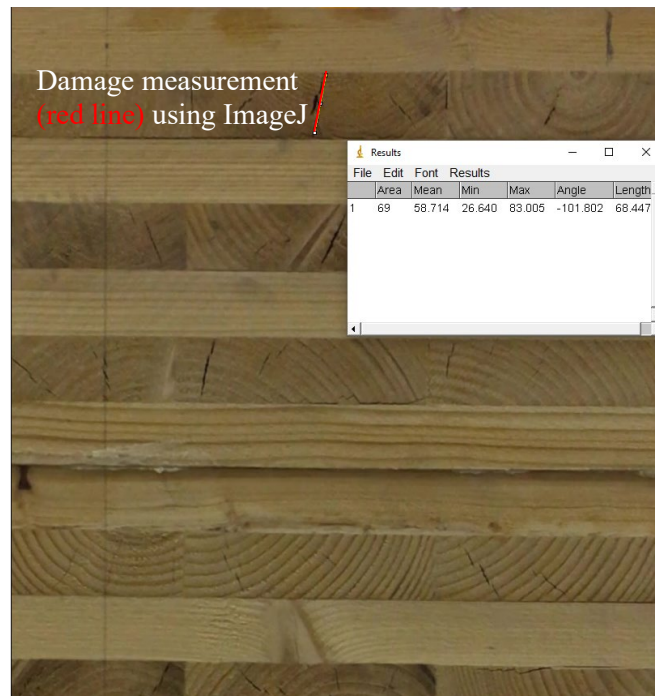 Damage measurement
(red line) using ImageJ
Results
File Edit Font Results
Area Mean Min Max Angle Length
1 69 58.714 26.640 83.005 -101.802 68.447